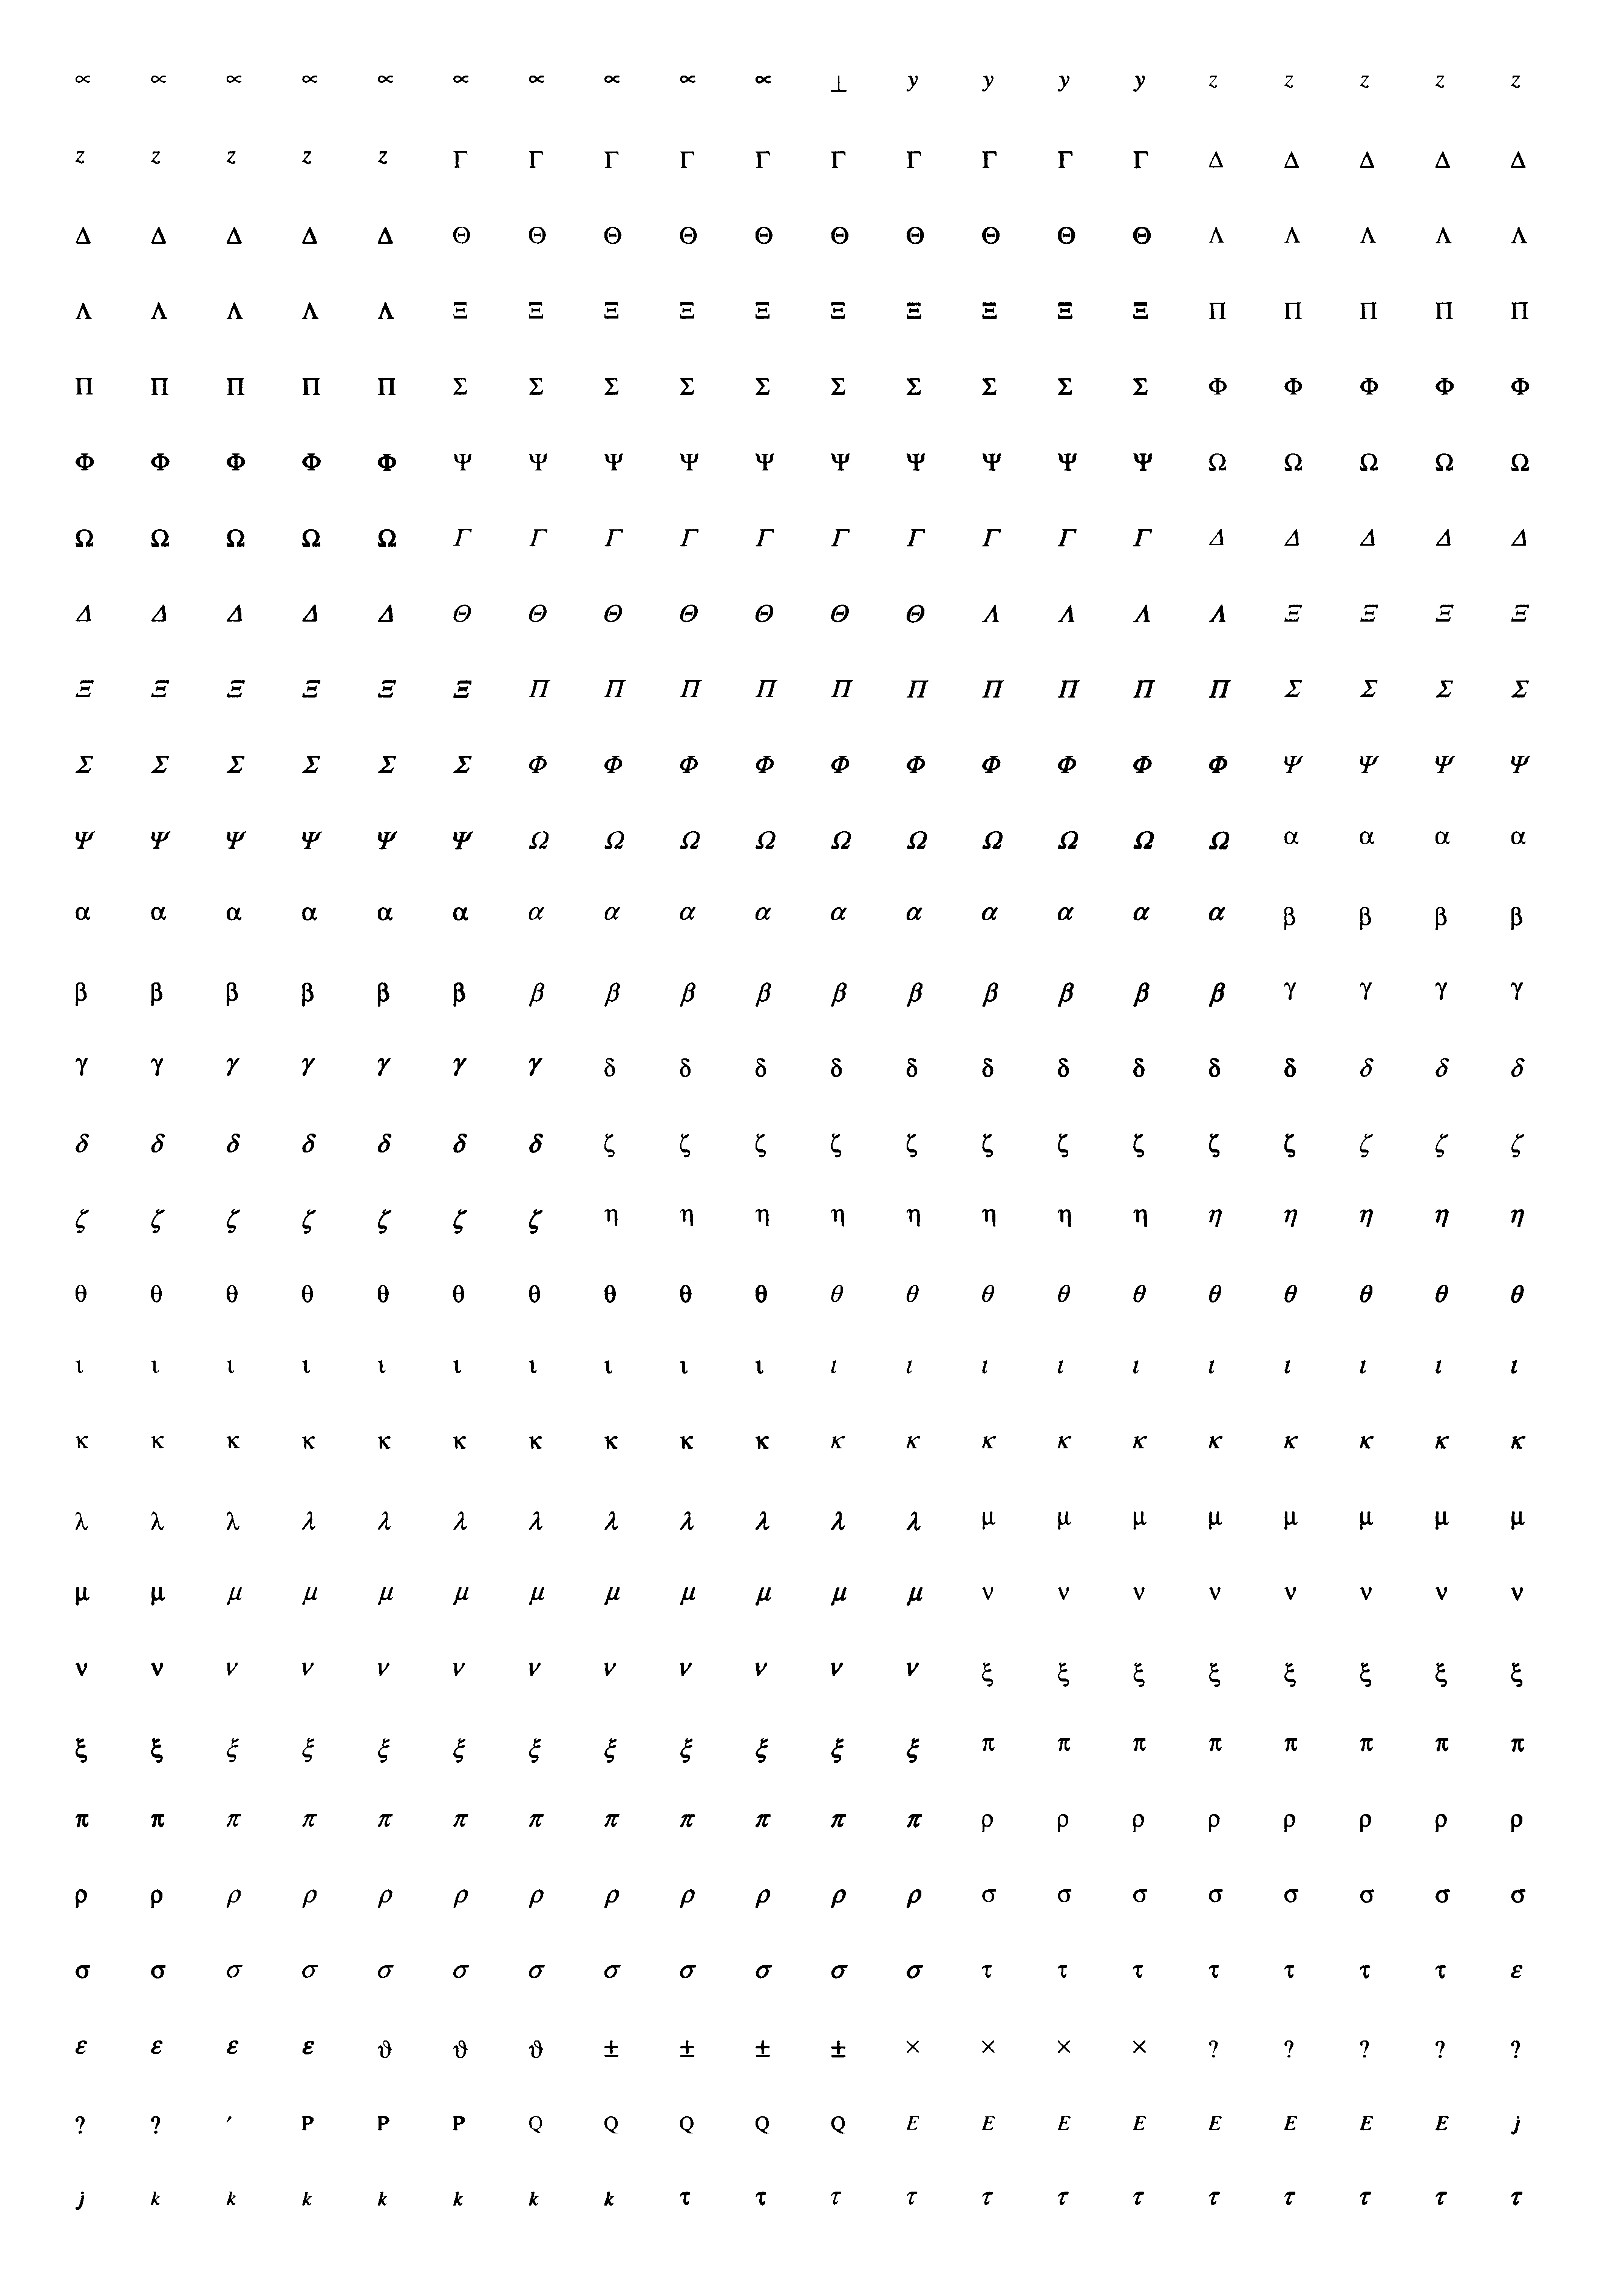 ∝ ∝ ∝ ∝ ∝ ∝ ∝ ∝ ∝ ∝ ⊥ y y y y z z z z z
z z z z z Γ Γ Γ Γ Γ Γ Γ Γ Γ Γ Δ Δ Δ Δ Δ
Δ Δ Δ Δ Δ Θ Θ Θ Θ Θ Θ Θ Θ Θ Θ Λ Λ Λ Λ Λ
Λ Λ Λ Λ Λ Ξ Ξ Ξ Ξ Ξ Ξ Ξ Ξ Ξ Ξ Π Π Π Π Π
Π Π Π Π Π Σ Σ Σ Σ Σ Σ Σ Σ Σ Σ Φ Φ Φ Φ Φ
Φ Φ Φ Φ Φ Ψ Ψ Ψ Ψ Ψ Ψ Ψ Ψ Ψ Ψ Ω Ω Ω Ω Ω
Ω Ω Ω Ω Ω Γ Γ Γ Γ Γ Γ Γ Γ Γ Γ Δ Δ Δ Δ Δ
Δ Δ Δ Δ Δ Θ Θ Θ Θ Θ Θ Θ Λ Λ Λ Λ Ξ Ξ Ξ Ξ
Ξ Ξ Ξ Ξ Ξ Ξ Π Π Π Π Π Π Π Π Π Π Σ Σ Σ Σ
Σ Σ Σ Σ Σ Σ Φ Φ Φ Φ Φ Φ Φ Φ Φ Φ Ψ Ψ Ψ Ψ
Ψ Ψ Ψ Ψ Ψ Ψ Ω Ω Ω Ω Ω Ω Ω Ω Ω Ω α α α α
α α α α α α α α α α α α α α α α β β β β
β β β β β β β β β β β β β β β β γ γ γ γ
γ γ γ γ γ γ γ δ δ δ δ δ δ δ δ δ δ δ δ δ
δ δ δ δ δ δ δ ζ ζ ζ ζ ζ ζ ζ ζ ζ ζ ζ ζ ζ
ζ ζ ζ ζ ζ ζ ζ η η η η η η η η η η η η η
θ θ θ θ θ θ θ θ θ θ θ θ θ θ θ θ θ θ θ θ
ι ι ι ι ι ι ι ι ι ι ι ι ι ι ι ι ι ι ι ι
κ κ κ κ κ κ κ κ κ κ κ κ κ κ κ κ κ κ κ κ
λ λ λ λ λ λ λ λ λ λ λ λ μ μ μ μ μ μ μ μ
μ μ μ μ μ μ μ μ μ μ μ μ ν ν ν ν ν ν ν ν
ν ν ν ν ν ν ν ν ν ν ν ν ξ ξ ξ ξ ξ ξ ξ ξ
ξ ξ ξ ξ ξ ξ ξ ξ ξ ξ ξ ξ π π π π π π π π
π π π π π π π π π π π π ρ ρ ρ ρ ρ ρ ρ ρ
ρ ρ ρ ρ ρ ρ ρ ρ ρ ρ ρ ρ σ σ σ σ σ σ σ σ
σ σ σ σ σ σ σ σ σ σ σ σ τ τ τ τ τ τ τ ε
ε ε ε ε ϑ ϑ ϑ ± ± ± ± × × × × ? ? ? ? ?
? ? ′ P P P Q Q Q Q Q E E E E E E E E j
j k k k k k k k τ τ τ τ τ τ τ τ τ τ τ τ